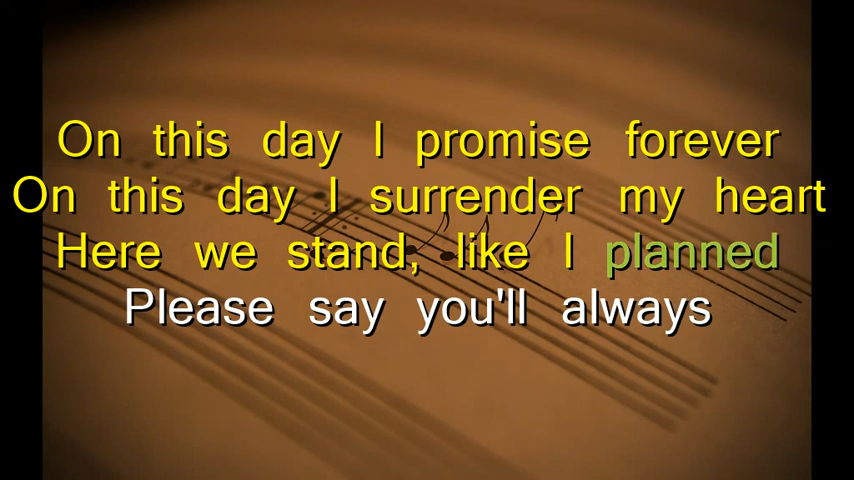 On this day I promise forever
On this day I surrender my heart
Here we stand, like I planned
Please say you'll always